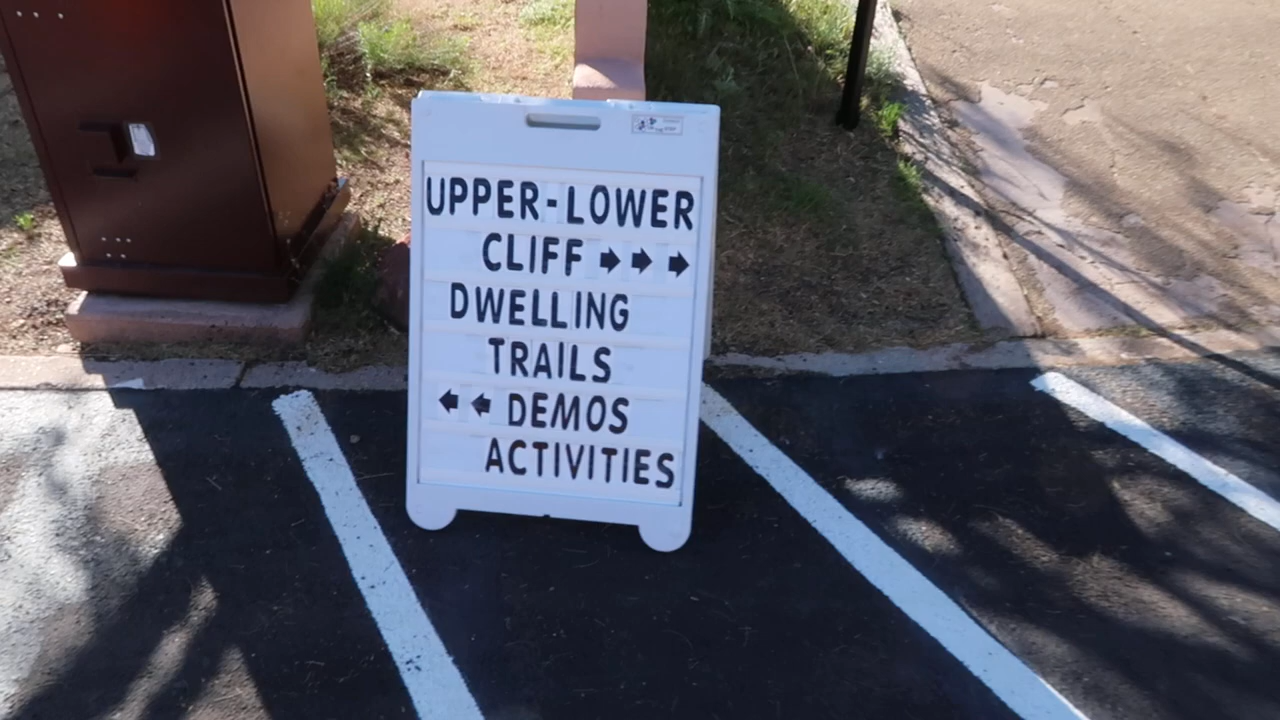 UPPER-LOWER
CLIFF ➡ ➡ ➡
DWELLING
TRAILS
⬅ ⬅ DEMOS
ACTIVITIES